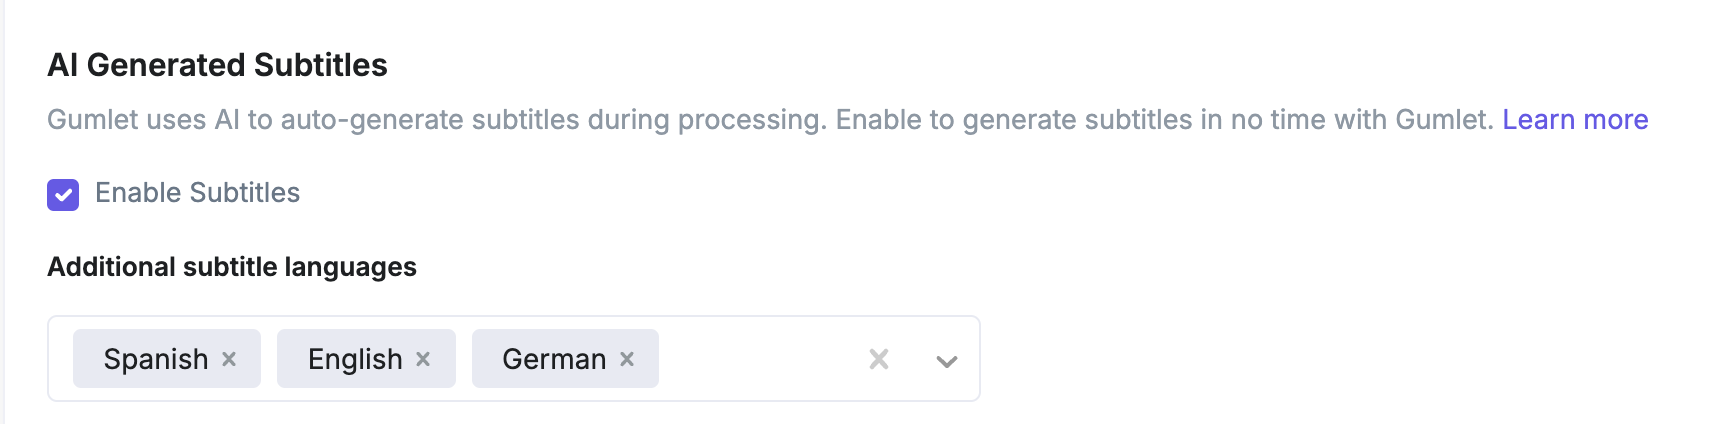 AI Generated Subtitles
Gumlet uses AI to auto-generate subtitles during processing. Enable to generate subtitles in no time with Gumlet. Learn more
Enable Subtitles
Additional subtitle languages
Spanish English German